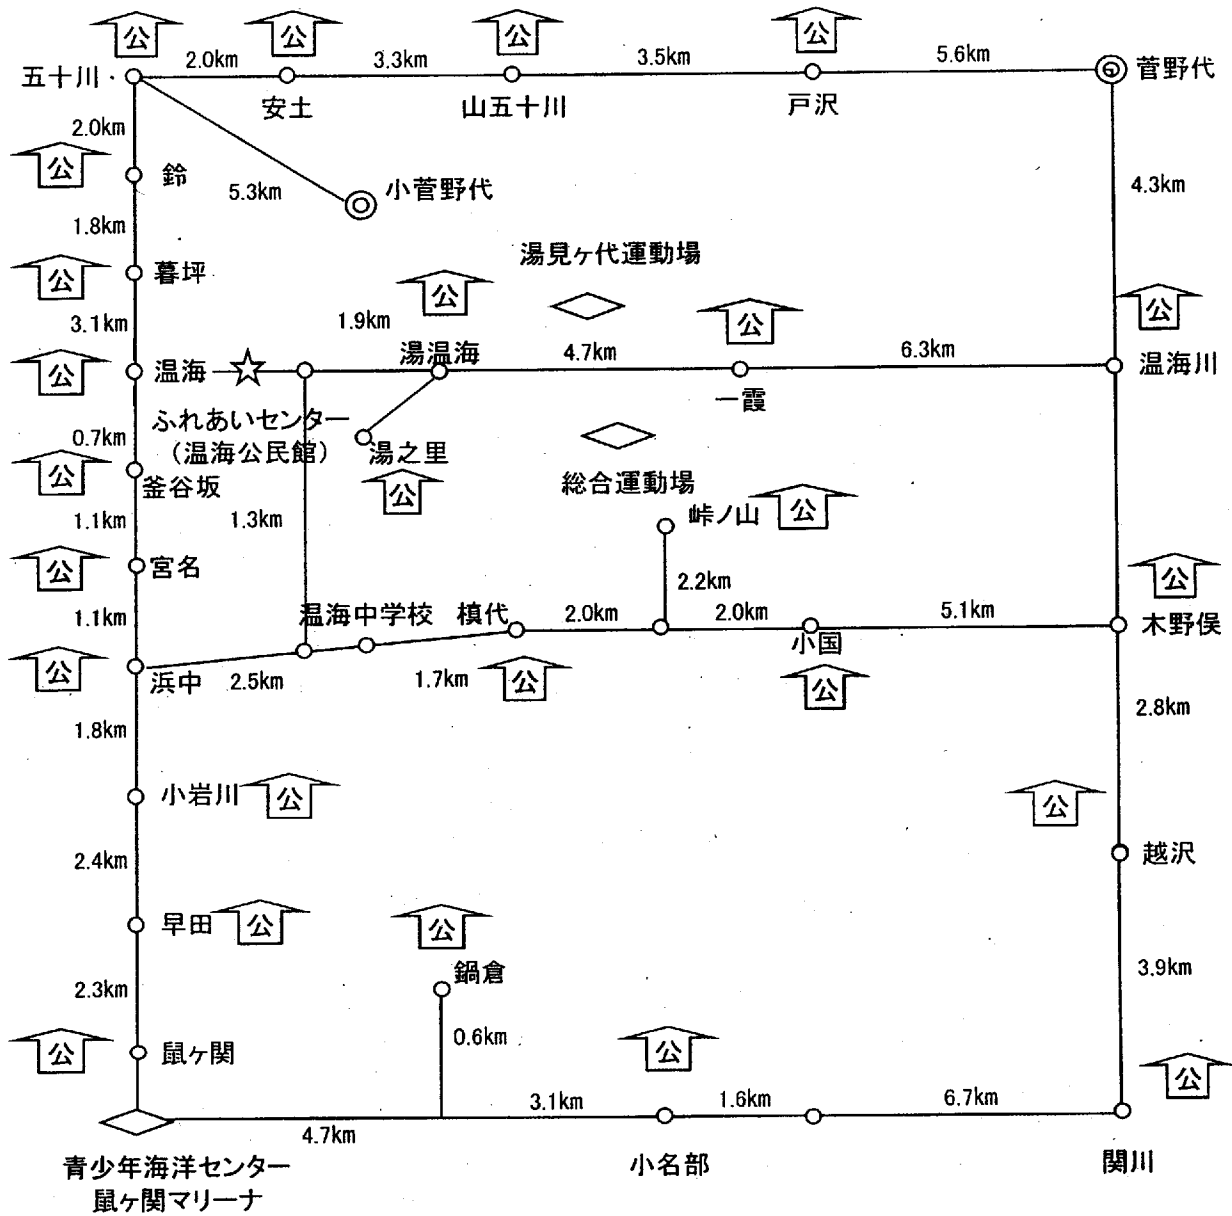 公 公 公 公
2.0km 3.3km 3.5km 5.6km
五十川 安土 山五十川 戸沢 菅野代
2.0km
公 鈴 5.3km 小菅野代 4.3km
1.8km
湯見ヶ代運動場
公 暮坪 公 公 公
3.1km 1.9km
公 温海 湯温海 4.7km 一霞 6.3km 温海川
ふれあいセンター
(温海公民館) 湯之里
0.7km
公 釜谷坂 公 総合運動場
1.1km 1.3km 峠ノ山 公
公 宮名 2.2km 公
1.1km 温海中学校 槙代 2.0km 2.0km 小国 5.1km 木野俣
公 浜中 2.5km 1.7km 公 公
1.8km 2.8km
小岩川 公 公
2.4km 越沢
早田 公 公
2.3km 鍋倉 3.9km
公 鼠ヶ関 0.6km 公 公
4.7km 3.1km 1.6km 6.7km
青少年海洋センター
鼠ヶ関マリーナ
小名部 関川